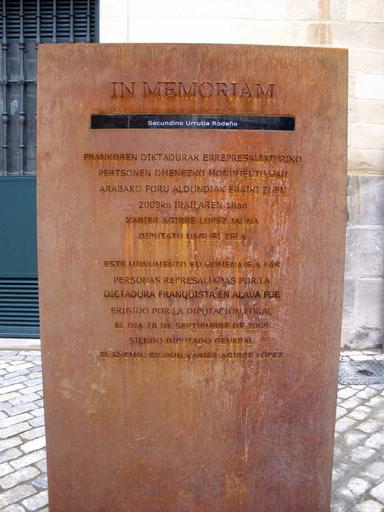 IN MEMORIAM
Secundino Urrutia Rodeño
FRANKOREN DIKTADURAK ERREPRESALIATURIKO
PERTSONEN OMENEZKO MONUMENTU HAU
ARABAKO FORU ALDUNDIAK ERAIKI ZUEN
2009ko IRAILAREN 18an
XABIER AGIRRE LOPEZ JAUNA
DIPUTATU NAGUSI ZELA
ESTE MONUMENTO EN HOMENAJE A LAS
PERSONAS REPRESALIADAS POR LA
DICTADURA FRANQUISTA EN ALAVA FUE
ERIGIDO POR LA DIPUTACION FORAL
EL DIA 18 DE SEPTIEMBRE DE 2009
SIENDO DIPUTADO GENERAL
EL EXCMO. SR. DON XABIER AGIRRE LOPEZ